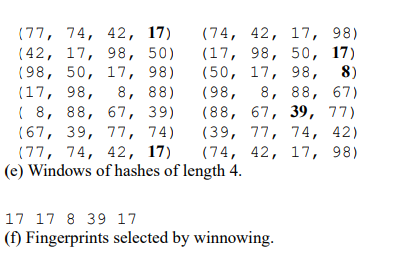 (77, 74, 42, 17) (74, 42, 17, 98)
(42, 17, 98, 50) (17, 98, 50, 17)
(98, 50, 17, 98) (50, 17, 98, 8)
(17, 98, 8, 88) (98, 8, 88, 67)
( 8, 88, 67, 39) (88, 67, 39, 77)
(67, 39, 77, 74) (39, 77, 74, 42)
(77, 74, 42, 17) (74, 42, 17, 98)
(e) Windows of hashes of length 4.
17 17 8 39 17
(f) Fingerprints selected by winnowing.